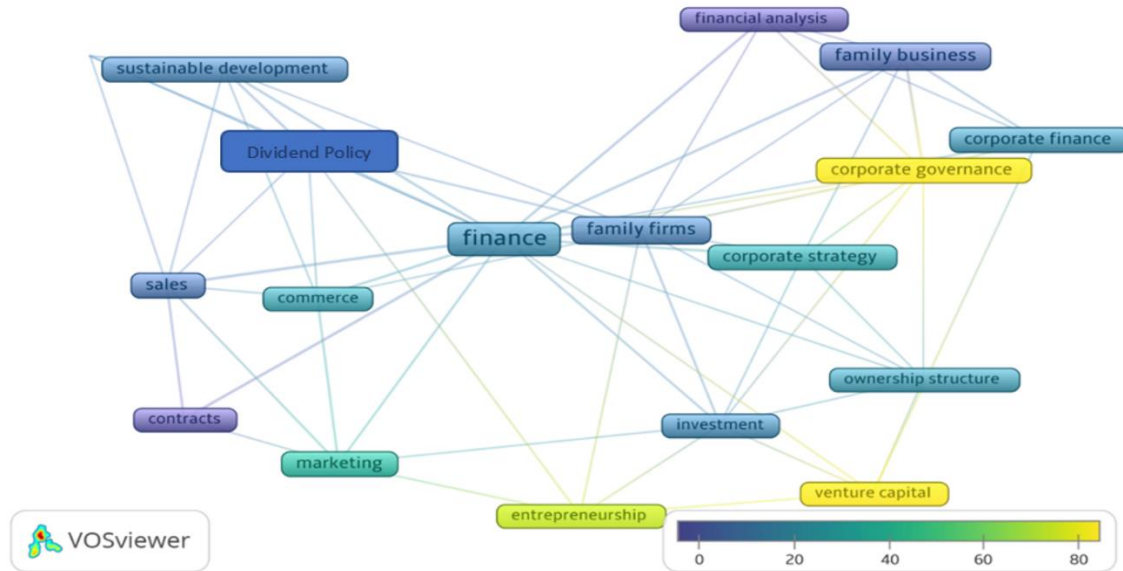 financial analysis
family business
sustainable development
corporate finance
Dividend Policy
corporate governance
family firms
finance
corporate strategy
sales
commerce
ownership structure
contracts
investment
marketing
venture capital
entrepreneurship
VOSviewer
0 20 40 60 80